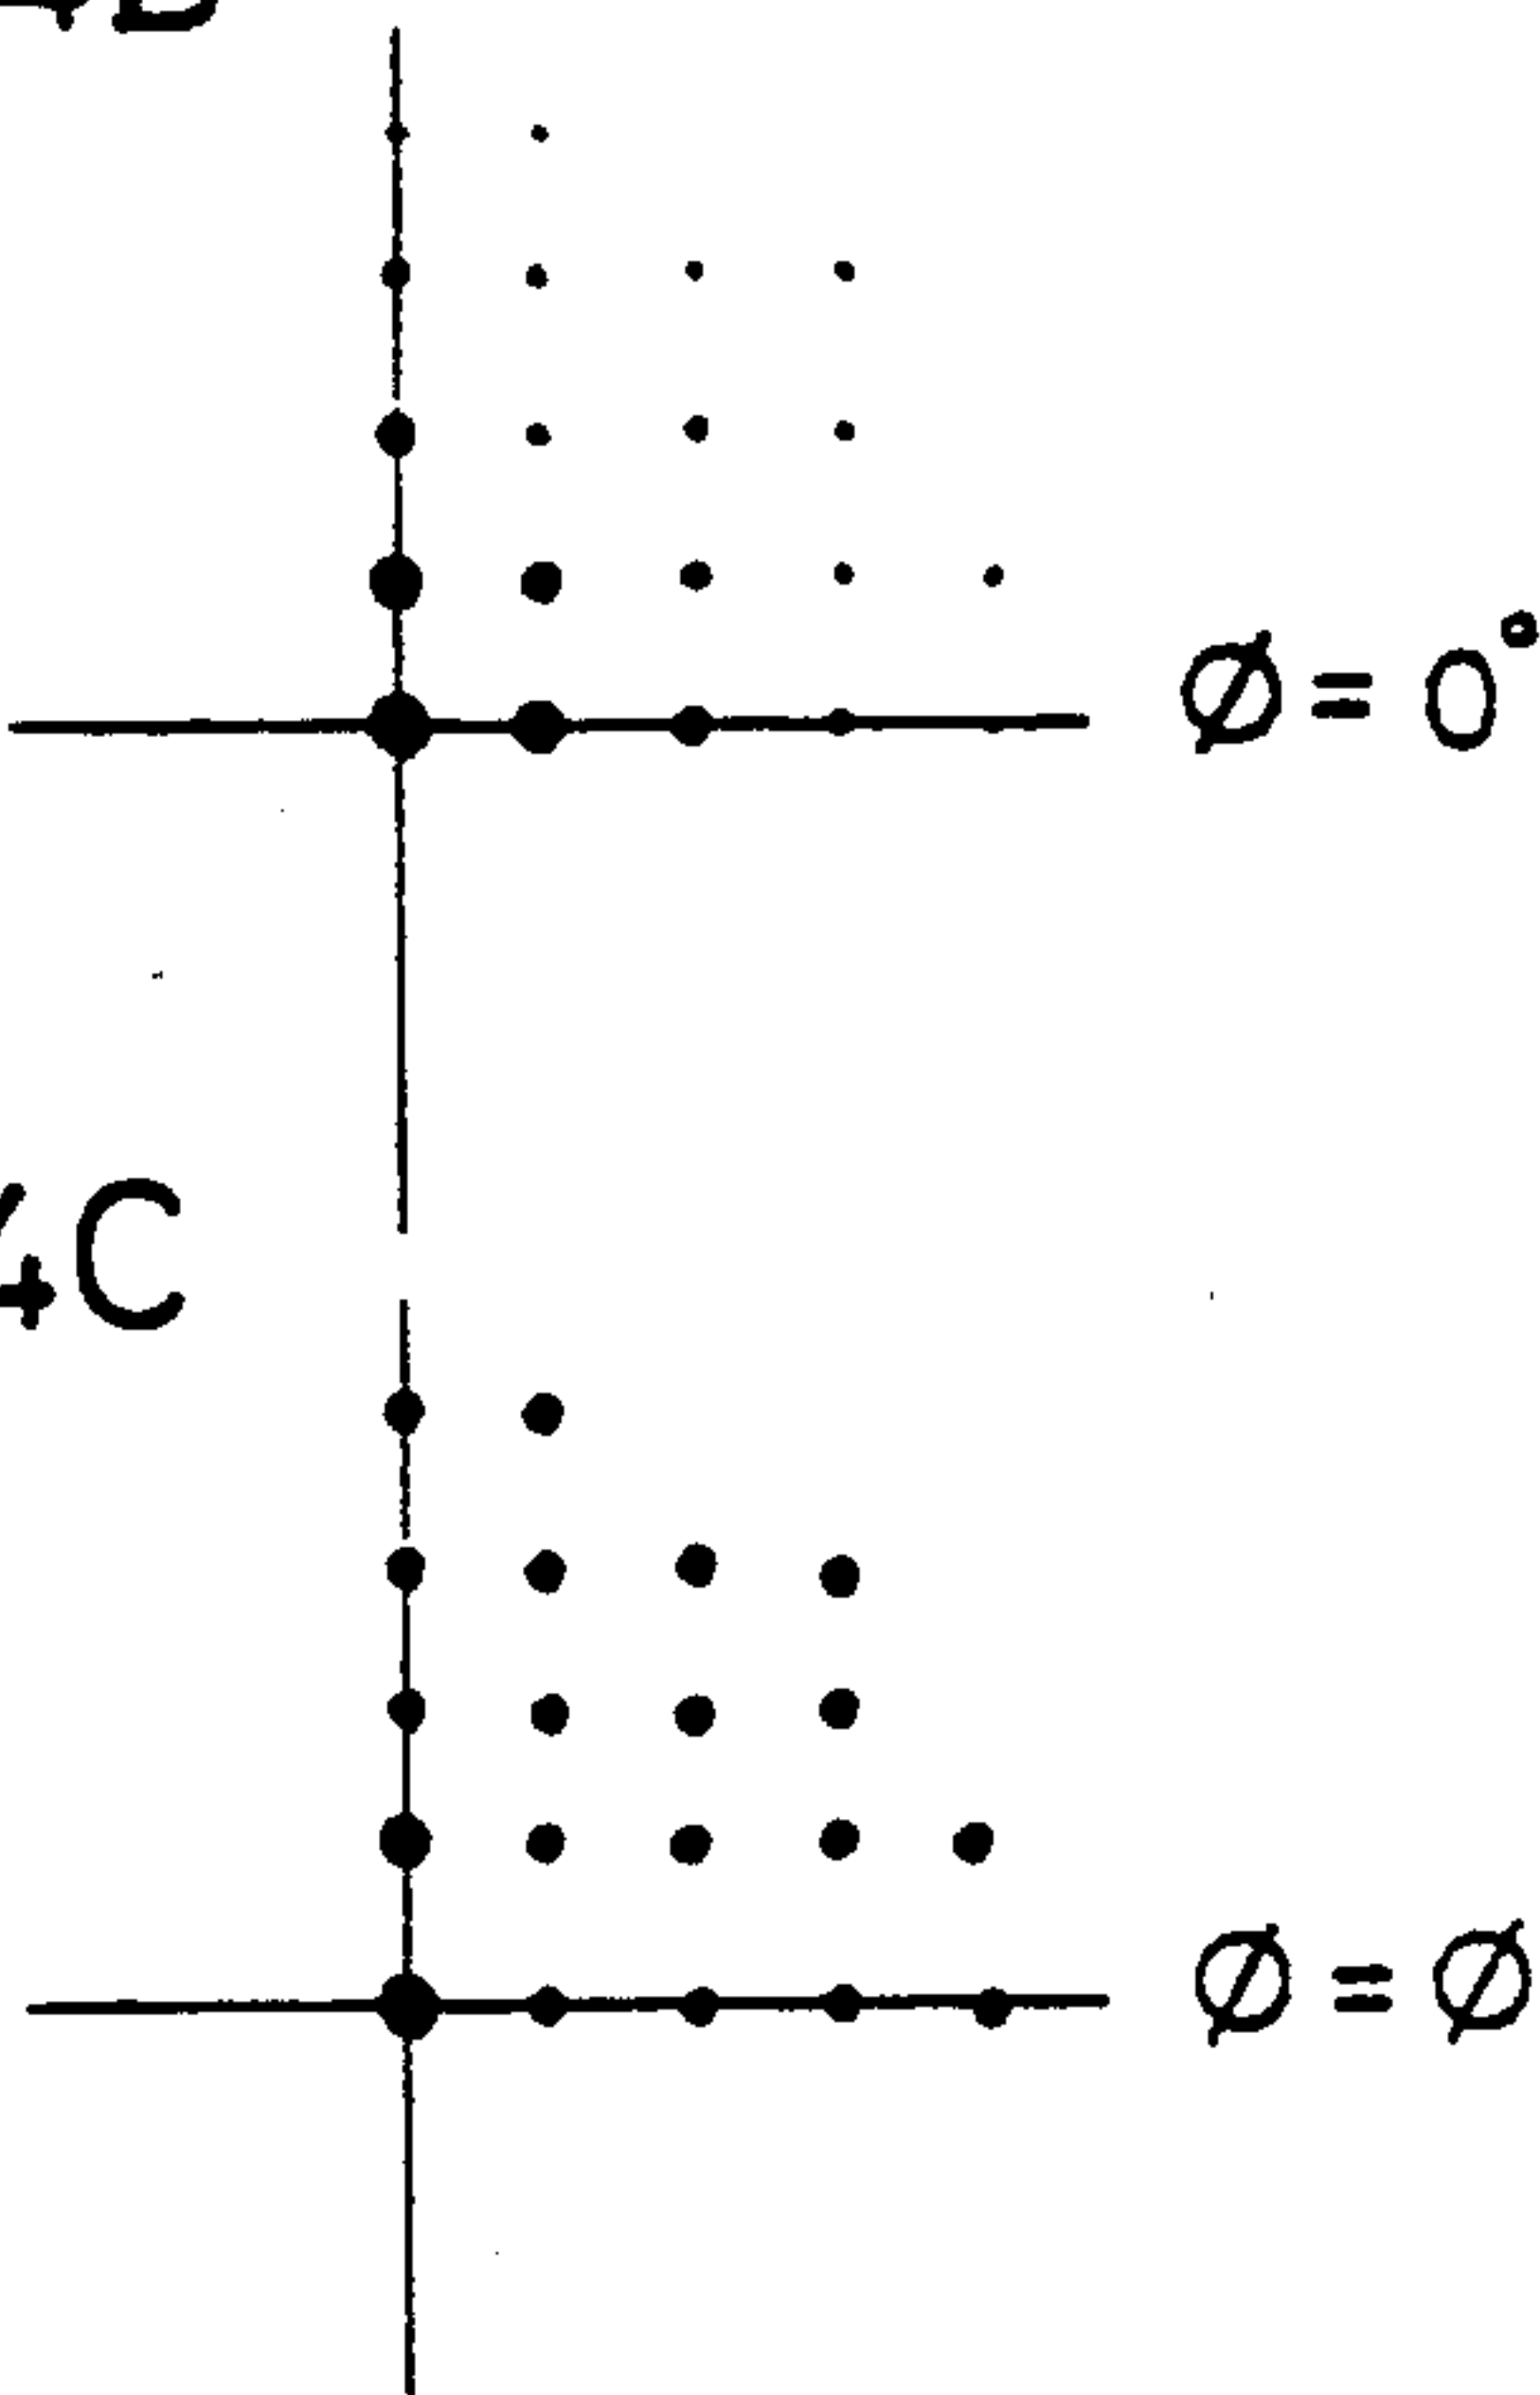 Ø = 0°
4C
Ø = Ø